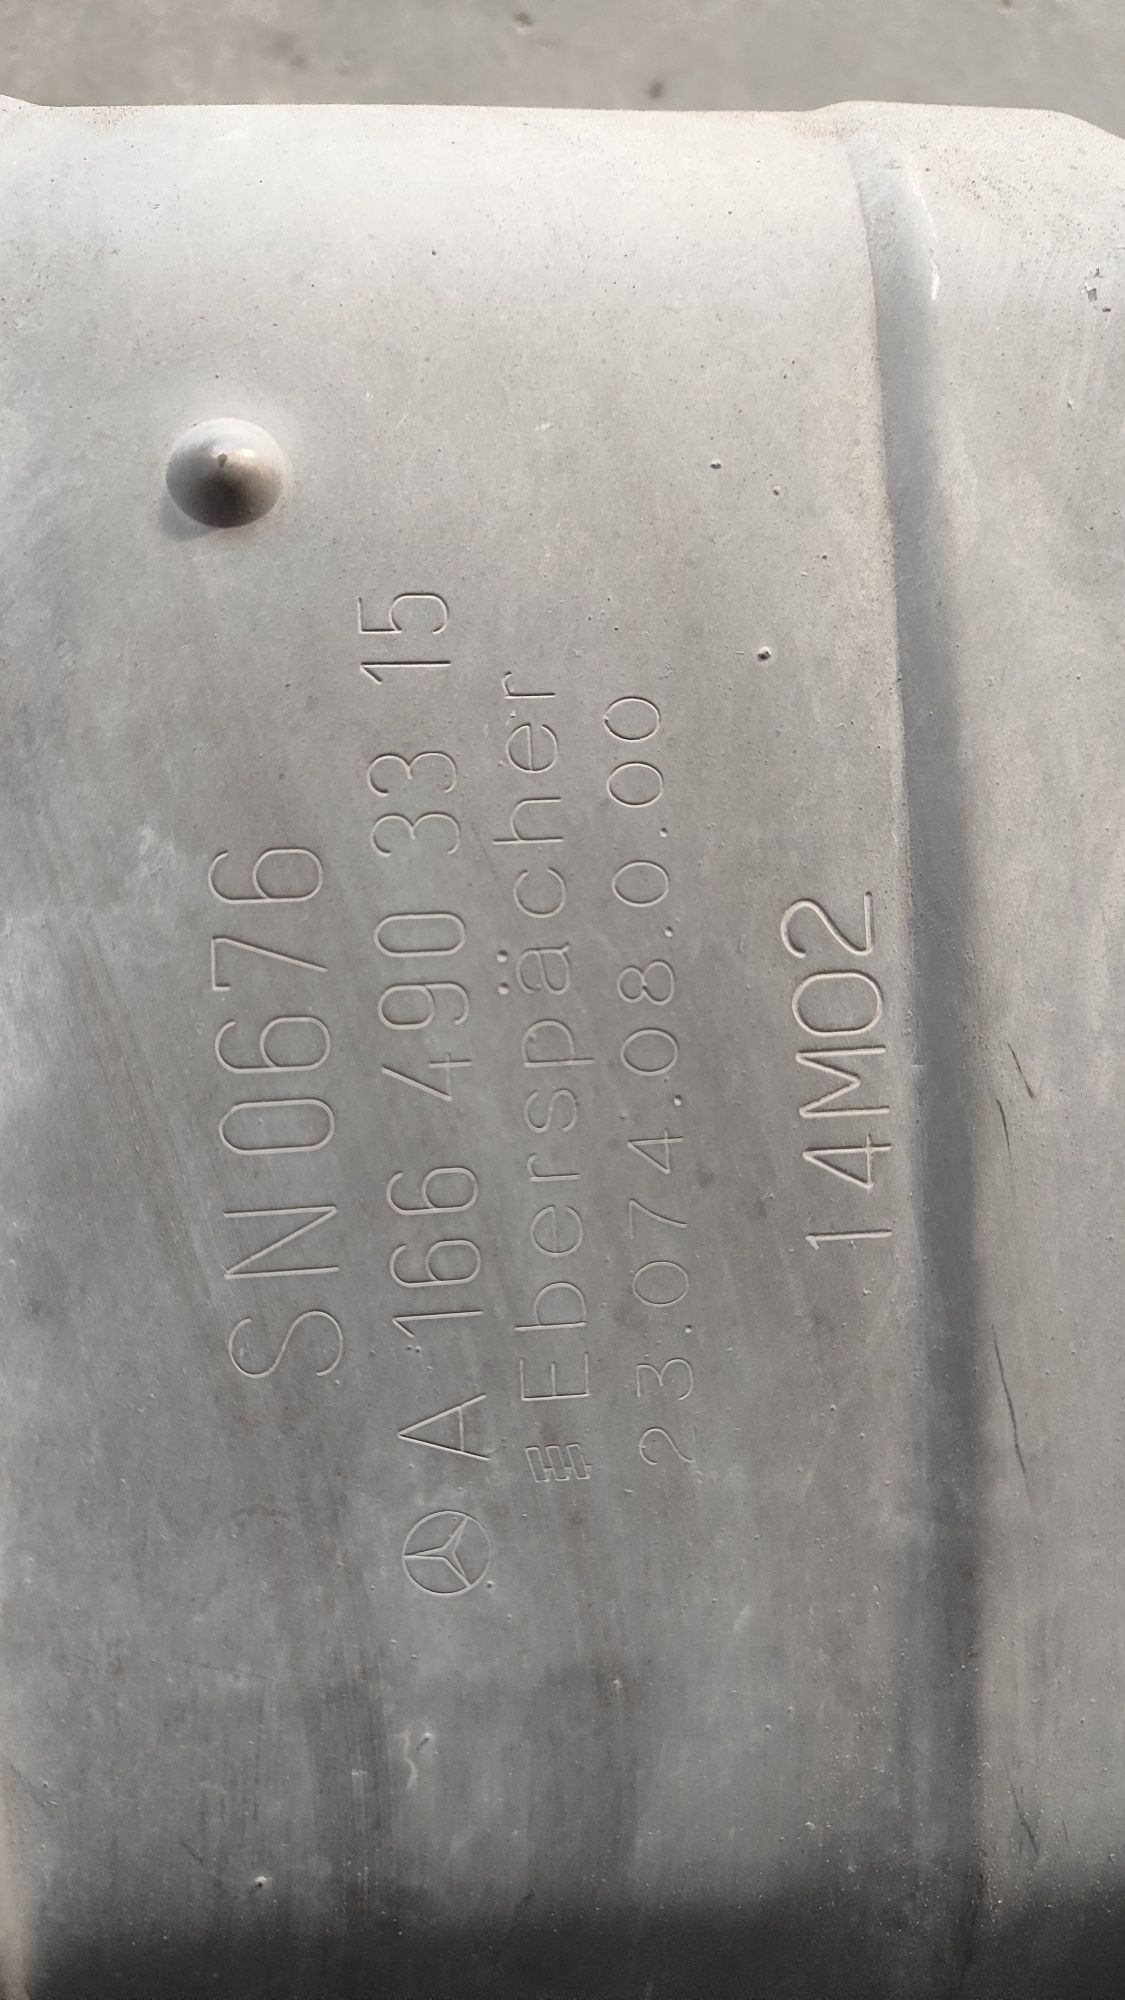 SN0676
A 166 490 33 15
Eberspächer
23.074.08.0.00
14M02